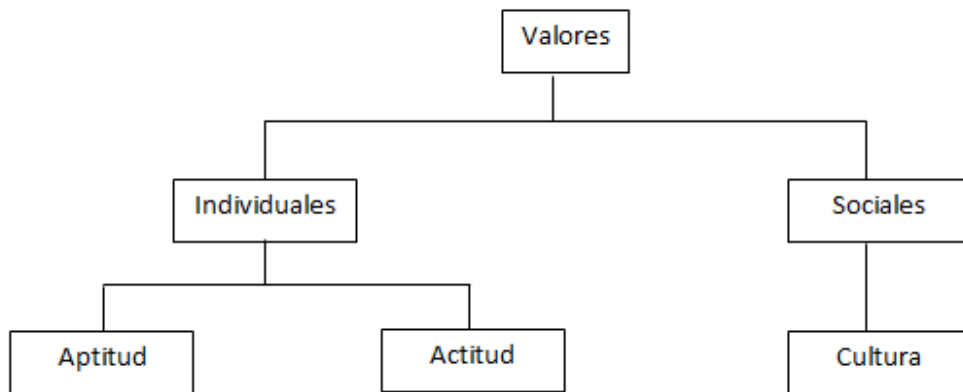 Valores
Individuales
Sociales
Aptitud
Actitud
Cultura